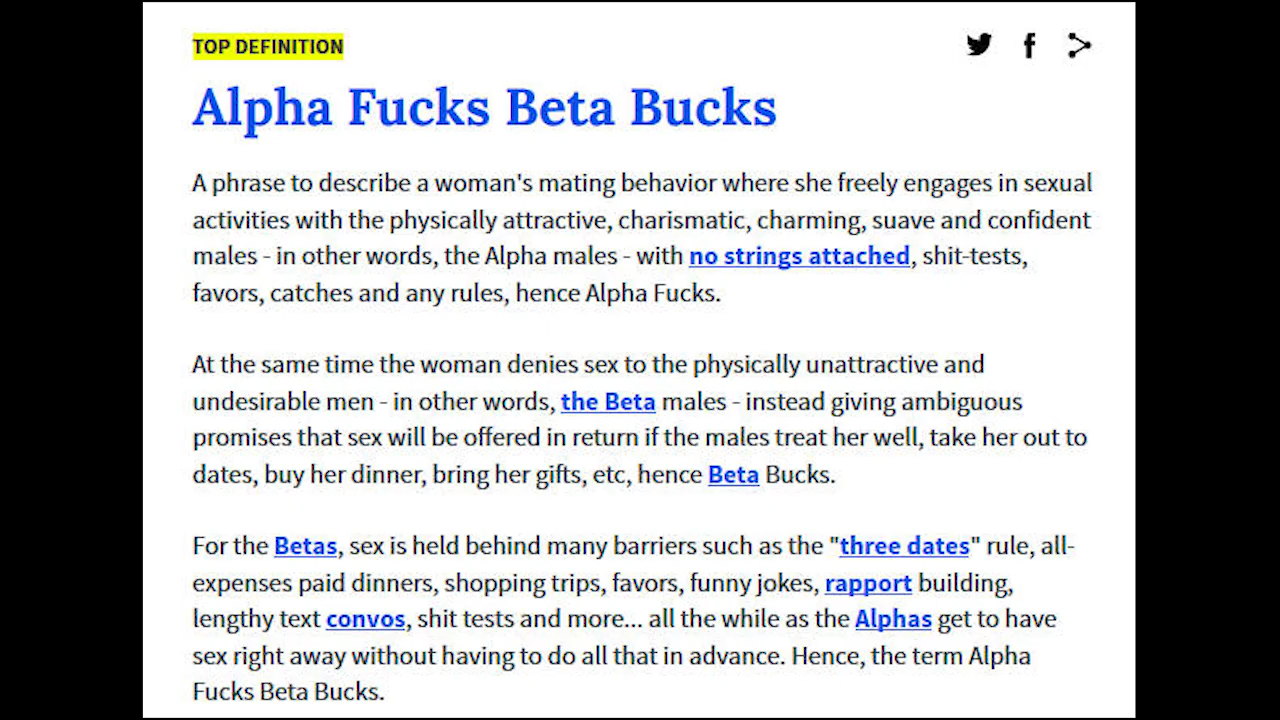 TOP DEFINITION
Alpha Fucks Beta Bucks
A phrase to describe a woman's mating behavior where she freely engages in sexual
activities with the physically attractive, charismatic, charming, suave and confident
males - in other words, the Alpha males - with no strings attached, shit-tests,
favors, catches and any rules, hence Alpha Fucks.
At the same time the woman denies sex to the physically unattractive and
undesirable men - in other words, the Beta males - instead giving ambiguous
promises that sex will be offered in return if the males treat her well, take her out to
dates, buy her dinner, bring her gifts, etc, hence Beta Bucks.
For the Betas, sex is held behind many barriers such as the "three dates" rule, all-
expenses paid dinners, shopping trips, favors, funny jokes, rapport building,
lengthy text convos, shit tests and more... all the while as the Alphas get to have
sex right away without having to do all that in advance. Hence, the term Alpha
Fucks Beta Bucks.